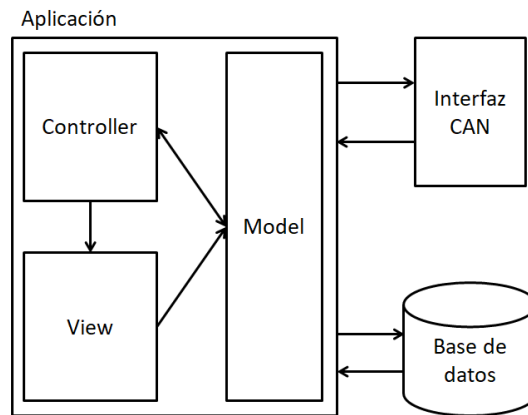 Aplicación
Controller
View
Model
Interfaz
CAN
Base de
datos